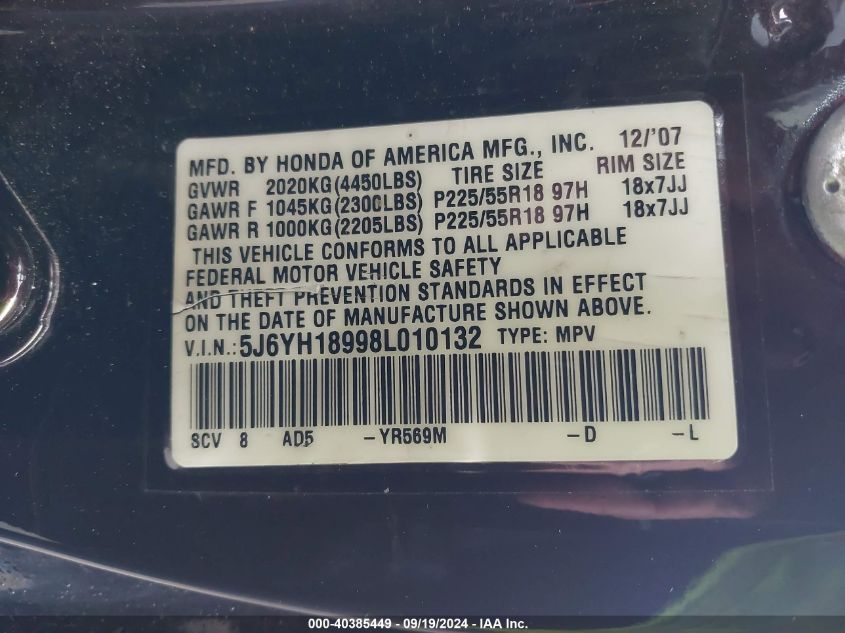 MFD. BY HONDA OF AMERICA MFG., INC. 12/'07
GVWR 2020KG(4450LBS) TIRE SIZE RIM SIZE
GAWR F 1045KG(2300LBS) P225/55R18 97H 18x7JJ
GAWR R 1000KG(2205LBS) P225/55R18 97H 18x7JJ
THIS VEHICLE CONFORMS TO ALL APPLICABLE
FEDERAL MOTOR VEHICLE SAFETY
AND THEFT PREVENTION STANDARDS IN EFFECT
ON THE DATE OF MANUFACTURE SHOWN ABOVE.
V.I.N.: 5J6YH18998L010132 TYPE: MPV
SCV 8 AD5 -YR569M -D -L
000-40385449 - 09/19/2024 - IAA Inc.